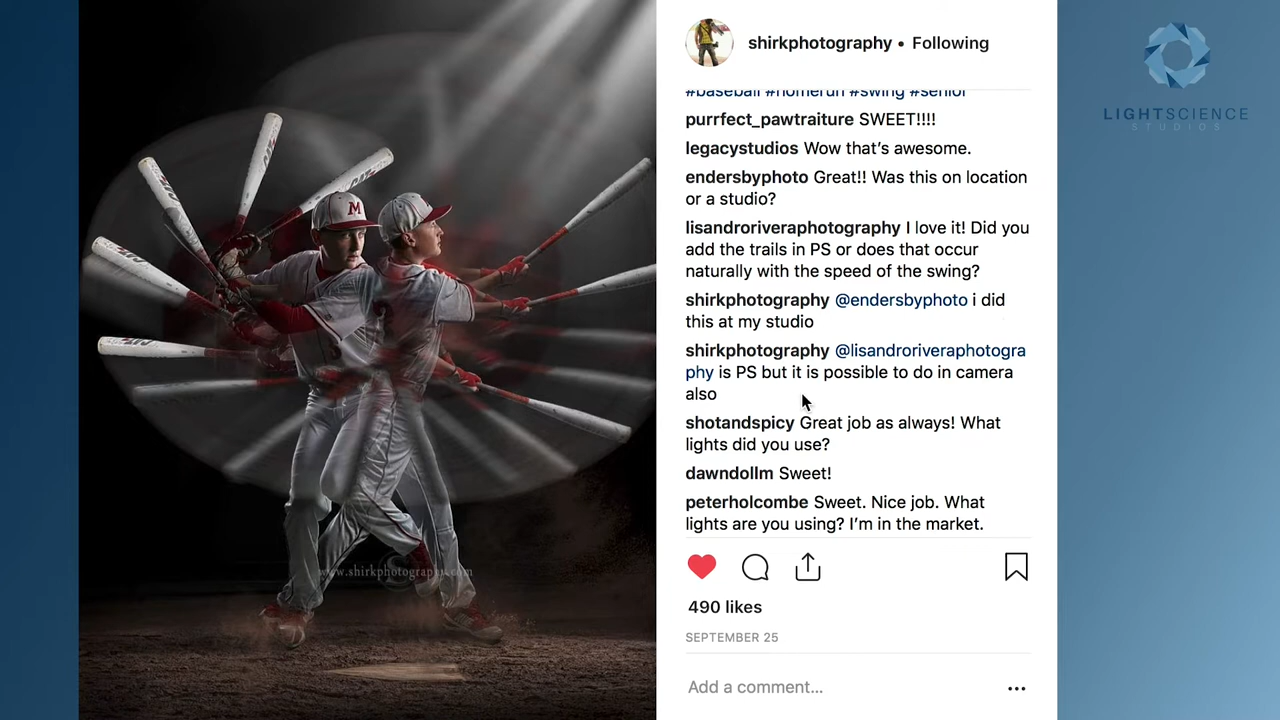 shirkphotography • Following
#baseball #homerun #swing #senior
purrfect_pawtraiture SWEET!!!!
legacystudios Wow that's awesome.
endersbyphoto Great!! Was this on location
or a studio?
lisandroriveraphotography I love it! Did you
add the trails in PS or does that occur
naturally with the speed of the swing?
shirkphotography @endersbyphoto i did
this at my studio
shirkphotography @lisandroriveraphotogra
phy is PS but it is possible to do in camera
also
shotandspicy Great job as always! What
lights did you use?
dawndollm Sweet!
peterholcombe Sweet. Nice job. What
lights are you using? I'm in the market.
490 likes
SEPTEMBER 25
Add a comment...
LIGHTSCIENCE
STUDIOS
M
www.shirkphotography.com